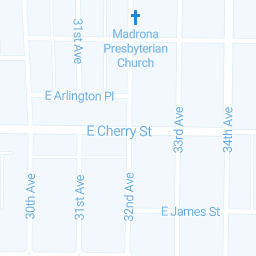 31st Ave
Madrona
Presbyterian
Church
E Arlington Pl
E Cherry St
33rd Ave
34th Ave
30th Ave
31st Ave
32nd Ave
E James St